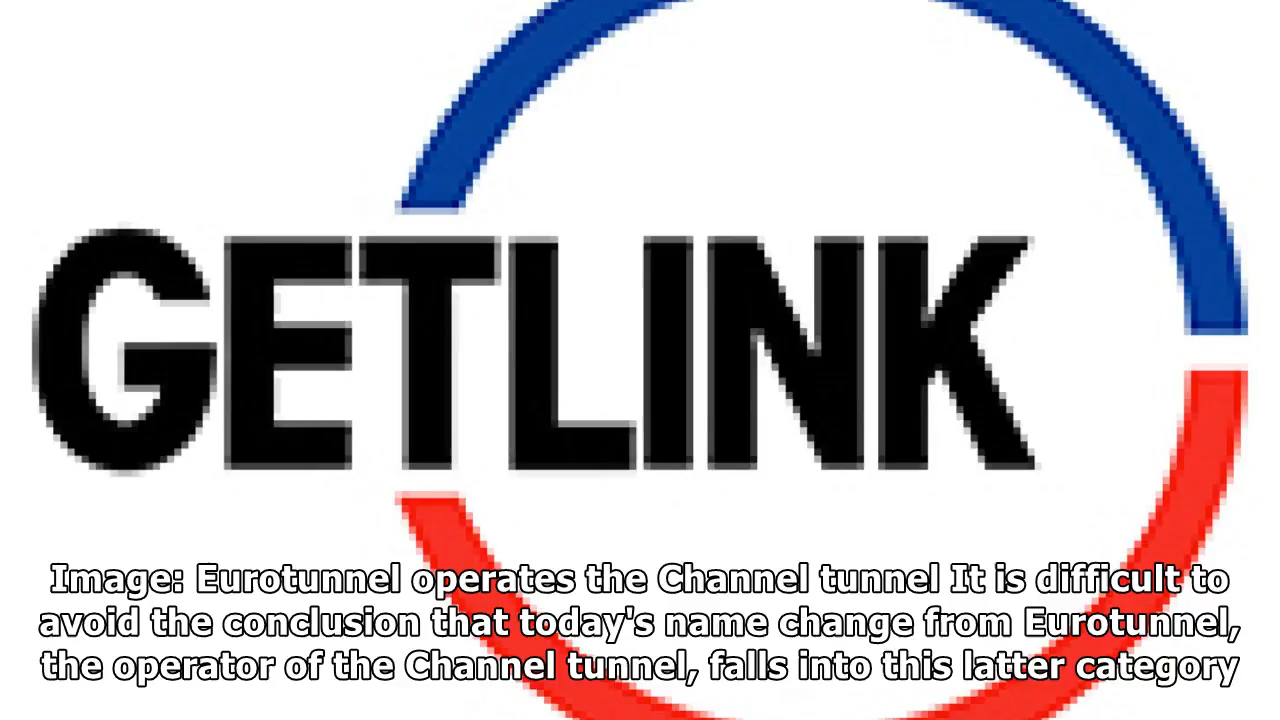 GETLINK
Image: Eurotunnel operates the Channel tunnel It is difficult to
avoid the conclusion that today's name change from Eurotunnel,
the operator of the Channel tunnel, falls into this latter category